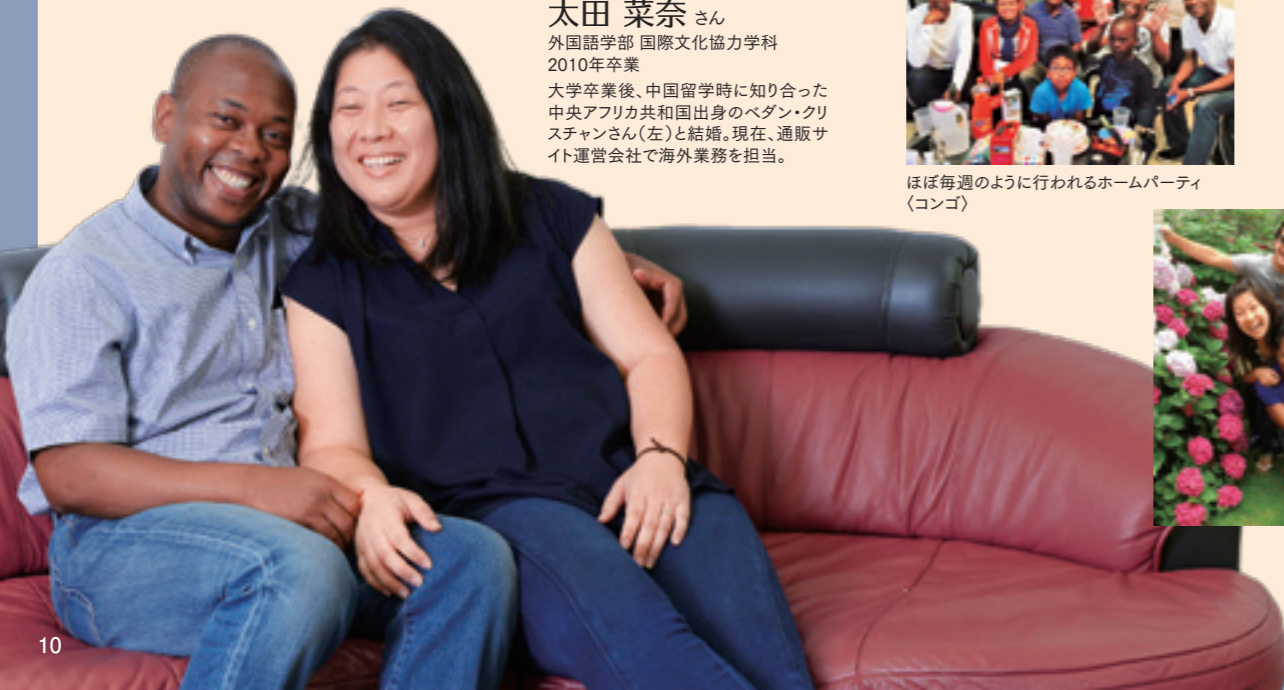 太田 菜奈 さん
外国語学部 国際文化協力学科
2010年卒業
大学卒業後、中国留学時に知り合った
中央アフリカ共和国出身のベダン・クリ
スチャンさん（左）と結婚。現在、通販サ
イト運営会社で海外業務を担当。
ほぼ毎週のように行われるホームパーティ
〈コンゴ〉
10